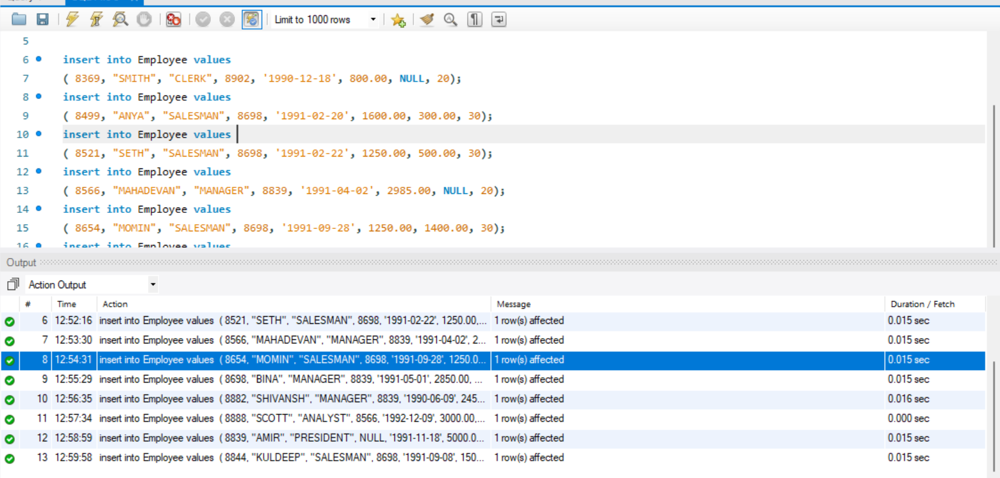 Limit to 1000 rows
5
6 insert into Employee values
7 ( 8369, "SMITH", "CLERK", 8902, '1990-12-18', 800.00, NULL, 20);
8 insert into Employee values
9 ( 8499, "ANYA", "SALESMAN", 8698, '1991-02-20', 1600.00, 300.00, 30);
10 insert into Employee values
11 ( 8521, "SETH", "SALESMAN", 8698, '1991-02-22', 1250.00, 500.00, 30);
12 insert into Employee values
13 ( 8566, "MAHADEVAN", "MANAGER", 8839, '1991-04-02', 2985.00, NULL, 20);
14 insert into Employee values
15 ( 8654, "MOMIN", "SALESMAN", 8698, '1991-09-28', 1250.00, 1400.00, 30);
16 insert into Employee values
Output
Action Output
# Time Action Message Duration / Fetch
6 12:52:16 insert into Employee values ( 8521, "SETH", "SALESMAN", 8698, '1991-02-22', 1250.00,... 1 row(s) affected 0.015 sec
7 12:53:30 insert into Employee values ( 8566, "MAHADEVAN", "MANAGER", 8839, '1991-04-02', 2... 1 row(s) affected 0.015 sec
8 12:54:31 insert into Employee values ( 8654, "MOMIN", "SALESMAN", 8698, '1991-09-28', 1250.0... 1 row(s) affected 0.015 sec
9 12:55:29 insert into Employee values ( 8698, "BINA", "MANAGER", 8839, '1991-05-01', 2850.00, ... 1 row(s) affected 0.015 sec
10 12:56:35 insert into Employee values ( 8882, "SHIVANSH", "MANAGER", 8839, '1990-06-09', 245... 1 row(s) affected 0.016 sec
11 12:57:34 insert into Employee values ( 8888, "SCOTT", "ANALYST", 8566, '1992-12-09', 3000.00,... 1 row(s) affected 0.000 sec
12 12:58:59 insert into Employee values ( 8839, "AMIR", "PRESIDENT", NULL, '1991-11-18', 5000.0... 1 row(s) affected 0.015 sec
13 12:59:58 insert into Employee values ( 8844, "KULDEEP", "SALESMAN", 8698, '1991-09-08', 150... 1 row(s) affected 0.015 sec